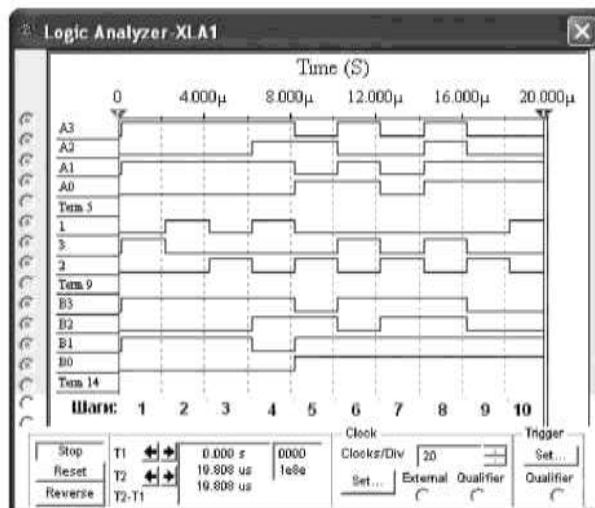 Logic Analyzer-XLA1
Time (S)
0 4.000µ 8.000µ 12.000µ 16.000µ 20.000µ
A3
A2
A1
A0
Term 5
1
3
2
Term 9
B3
B2
B1
B0
Term 14
Шаги: 1 2 3 4 5 6 7 8 9 10
Stop
Reset
Reverse
T1 0.000 s 0000
T2 19.808 us 1e8e
T2-T1 19.808 us
Clock
Clocks/Div 20
Set... External Qualifier
Trigger
Set...
Qualifier